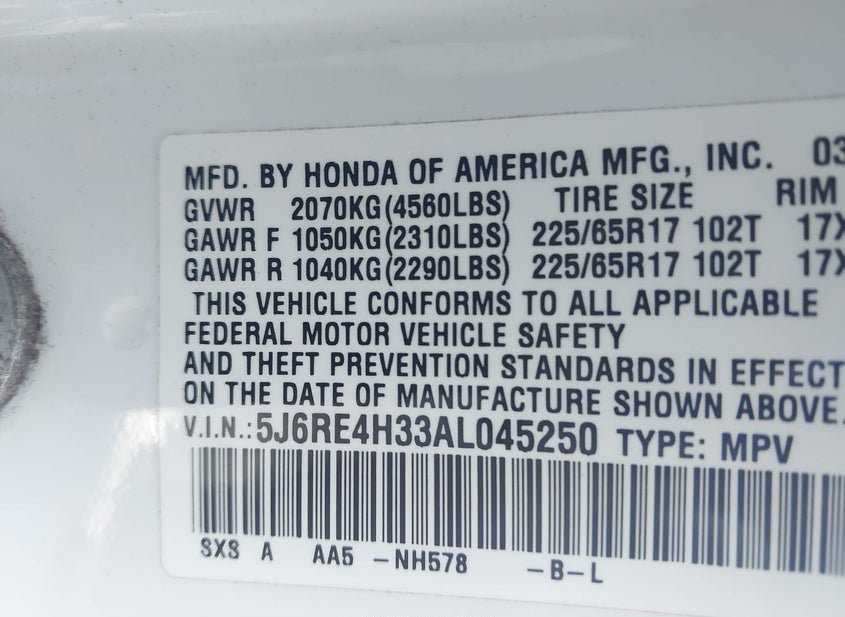 MFD. BY HONDA OF AMERICA MFG., INC. 03
GVWR 2070KG(4560LBS) TIRE SIZE RIM
GAWR F 1050KG(2310LBS) 225/65R17 102T 17X
GAWR R 1040KG(2290LBS) 225/65R17 102T 17X
THIS VEHICLE CONFORMS TO ALL APPLICABLE
FEDERAL MOTOR VEHICLE SAFETY
AND THEFT PREVENTION STANDARDS IN EFFECT
ON THE DATE OF MANUFACTURE SHOWN ABOVE.
V.I.N.: 5J6RE4H33AL045250 TYPE: MPV
SXS A AA5 -NH578 -B-L